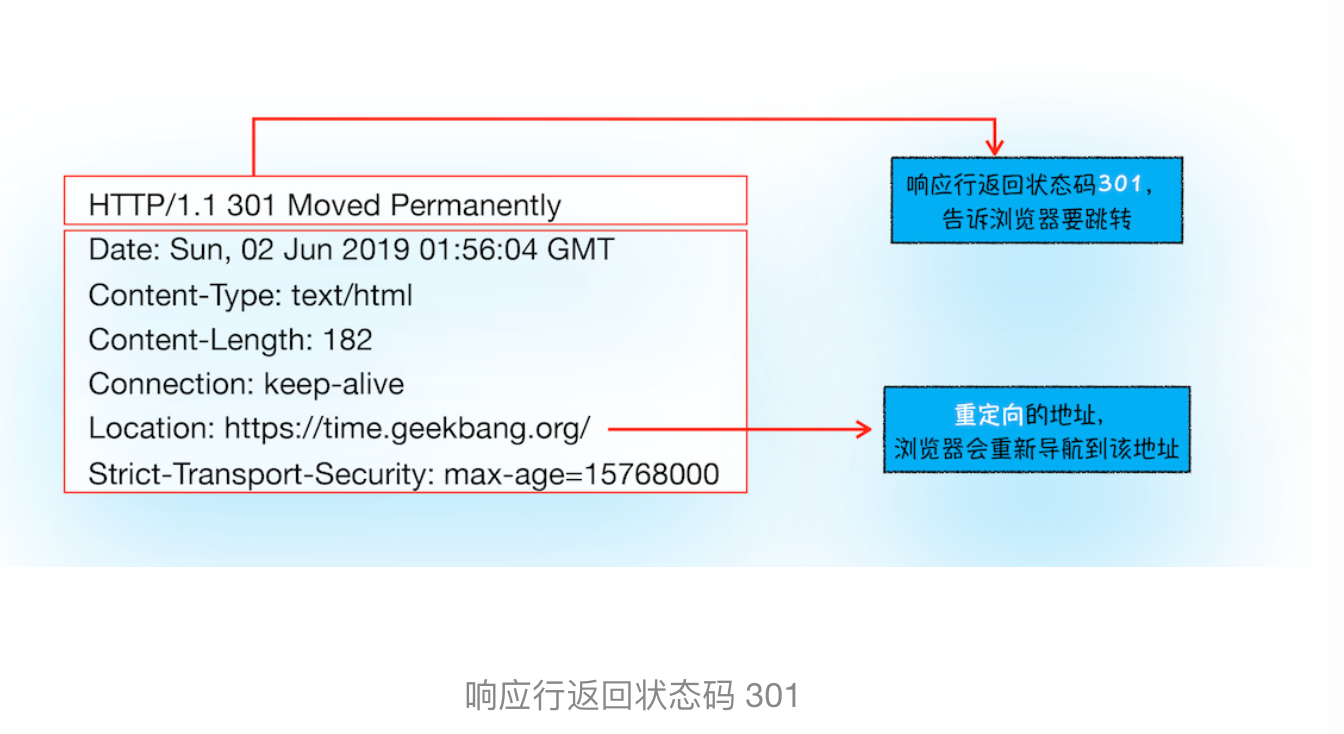 HTTP/1.1 301 Moved Permanently
Date: Sun, 02 Jun 2019 01:56:04 GMT
Content-Type: text/html
Content-Length: 182
Connection: keep-alive
Location: https://time.geekbang.org/
Strict-Transport-Security: max-age=15768000
响应行返回状态码301,
告诉浏览器要跳转
重定向的地址,
浏览器会重新导航到该地址
响应行返回状态码 301